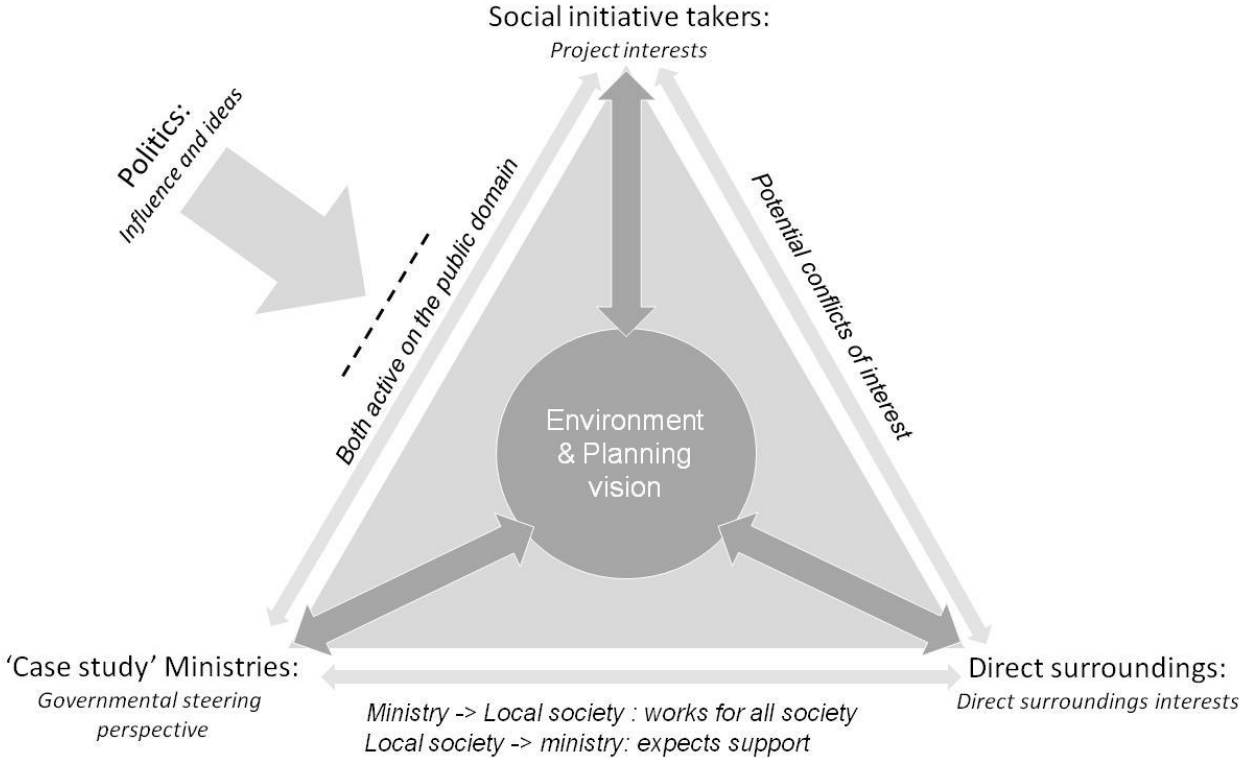 Social initiative takers:
Project interests
Politics:
Influence and ideas
Both active on the public domain
Potential conflicts of interest
Environment
& Planning
vision
'Case study' Ministries:
Governmental steering
perspective
Direct surroundings:
Direct surroundings interests
Ministry -> Local society : works for all society
Local society -> ministry: expects support